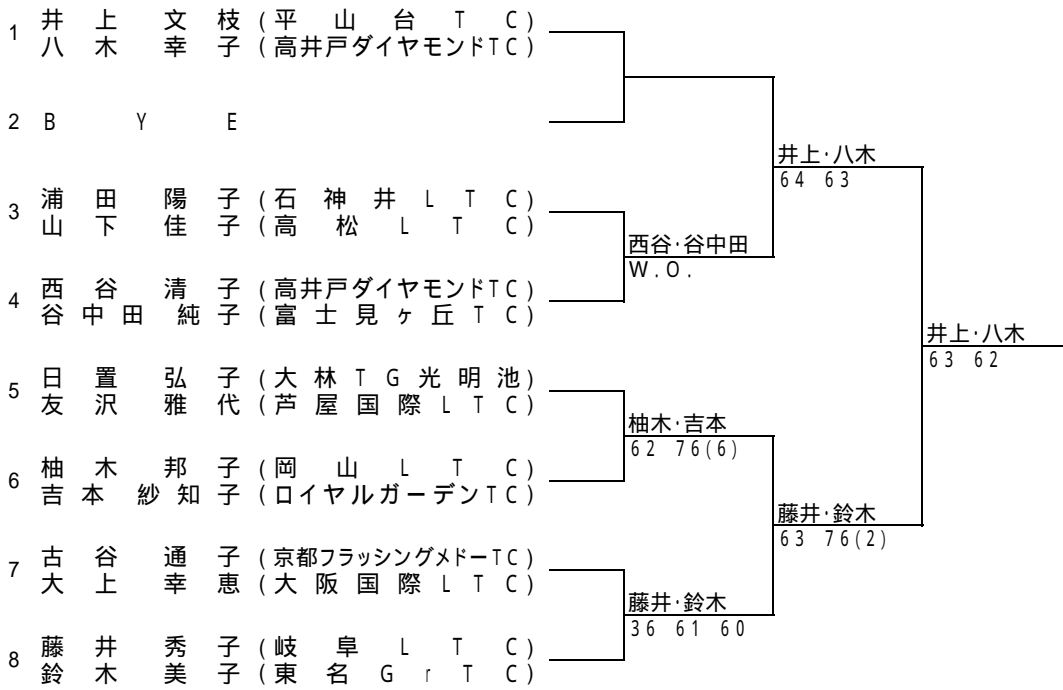 1 井上 文枝 (平山台TC)
八木 幸子 (高井戸ダイヤモンドTC)
2 BYE
井上・八木
64 63
3 浦田 陽子 (石神井LTC)
山下 佳子 (高松LTC)
西谷・谷中田
W.O.
4 西谷 清子 (高井戸ダイヤモンドTC)
谷中田 純子 (富士見ヶ丘TC)
井上・八木
63 62
5 日置 弘子 (大林TG光明池)
友沢 雅代 (芦屋国際LTC)
柚木・吉本
62 76(6)
6 柚木 邦子 (岡山LTC)
吉本 紗知子 (ロイヤルガーデンTC)
藤井・鈴木
63 76(2)
7 古谷 通子 (京都フラッシングメドーTC)
大上 幸恵 (大阪国際LTC)
藤井・鈴木
36 61 60
8 藤井 秀子 (岐阜LTC)
鈴木 美子 (東名GrTC)